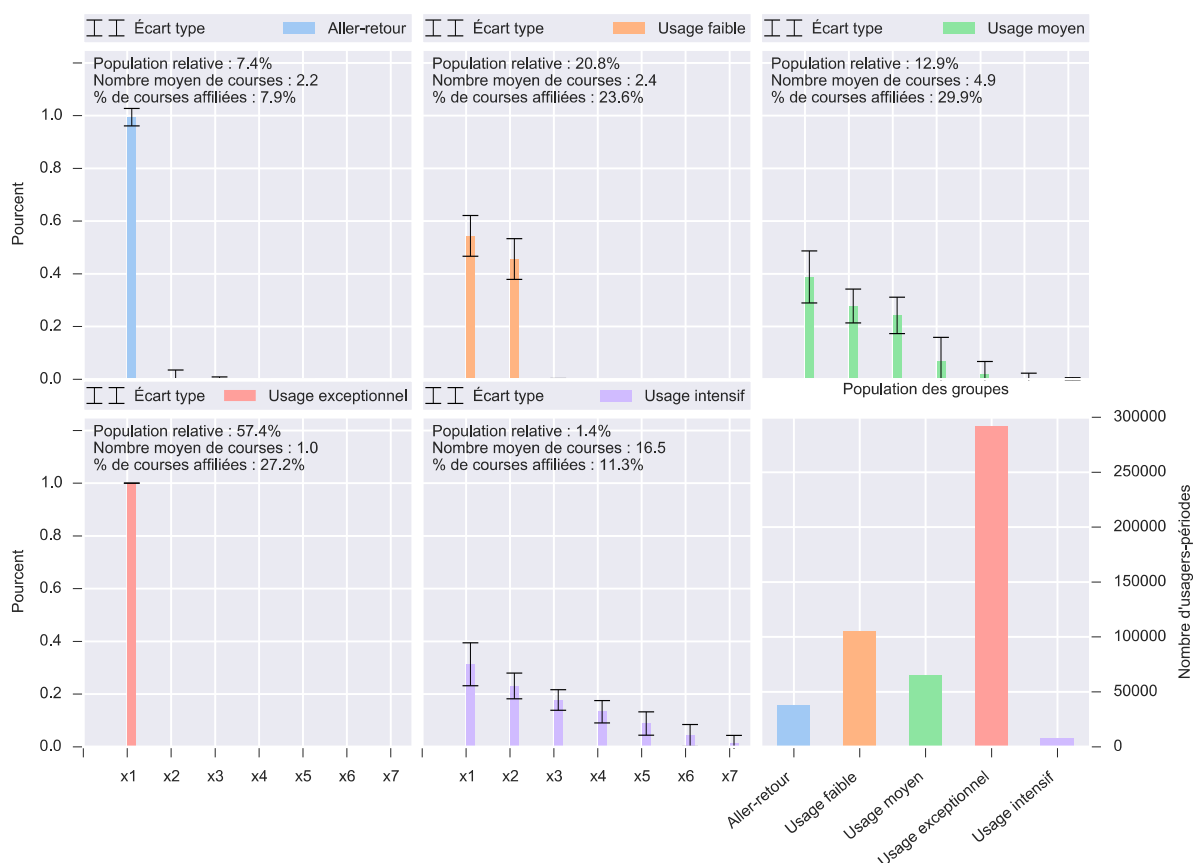 Écart type Aller-retour
Population relative : 7.4%
Nombre moyen de courses : 2.2
% de courses affiliées : 7.9%
Pourcent
1.0
0.8
0.6
0.4
0.2
0.0
Écart type Usage faible
Population relative : 20.8%
Nombre moyen de courses : 2.4
% de courses affiliées : 23.6%
Écart type Usage moyen
Population relative : 12.9%
Nombre moyen de courses : 4.9
% de courses affiliées : 29.9%
Écart type Usage exceptionnel
Population relative : 57.4%
Nombre moyen de courses : 1.0
% de courses affiliées : 27.2%
Pourcent
1.0
0.8
0.6
0.4
0.2
0.0
x1 x2 x3 x4 x5 x6 x7
Écart type Usage intensif
Population relative : 1.4%
Nombre moyen de courses : 16.5
% de courses affiliées : 11.3%
x1 x2 x3 x4 x5 x6 x7
Population des groupes
300000
250000
200000
150000
100000
50000
0
Nombre d'usagers-périodes
Aller-retour
Usage faible
Usage moyen
Usage exceptionnel
Usage intensif